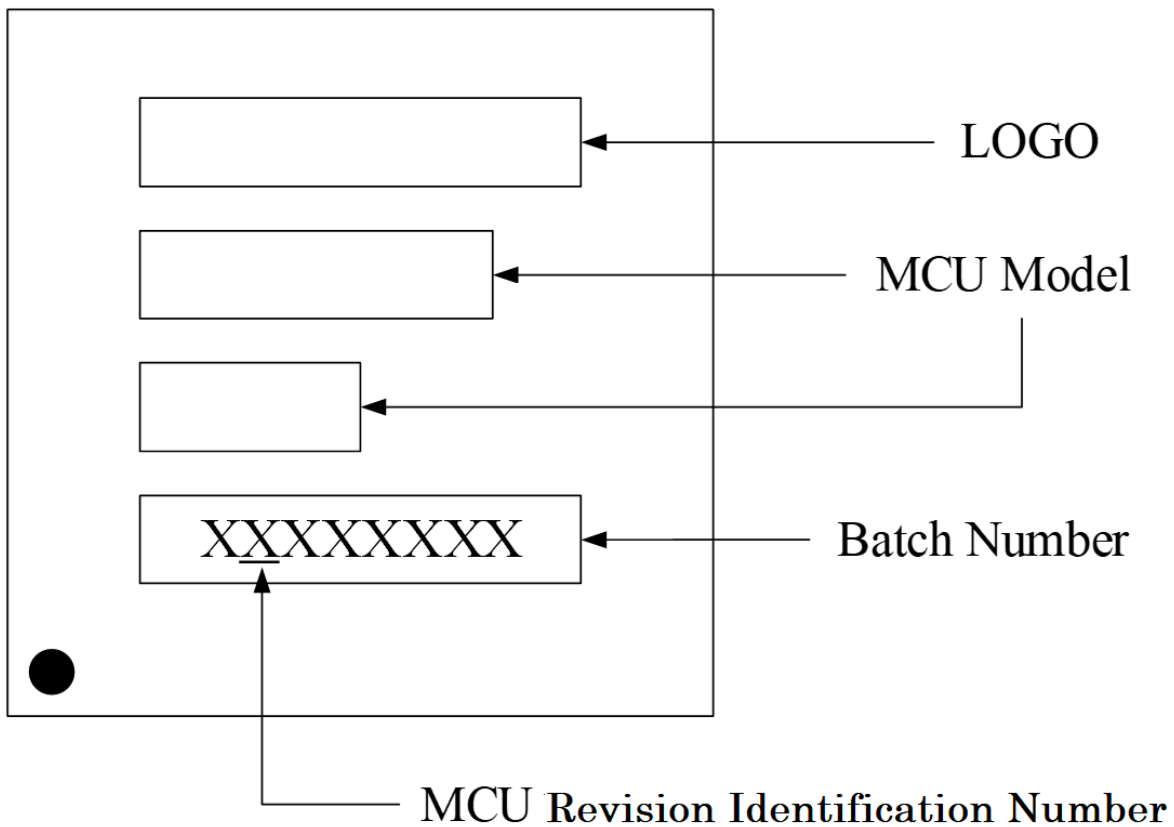 LOGO
MCU Model
XXXXXXXX
Batch Number
MCU Revision Identification Number